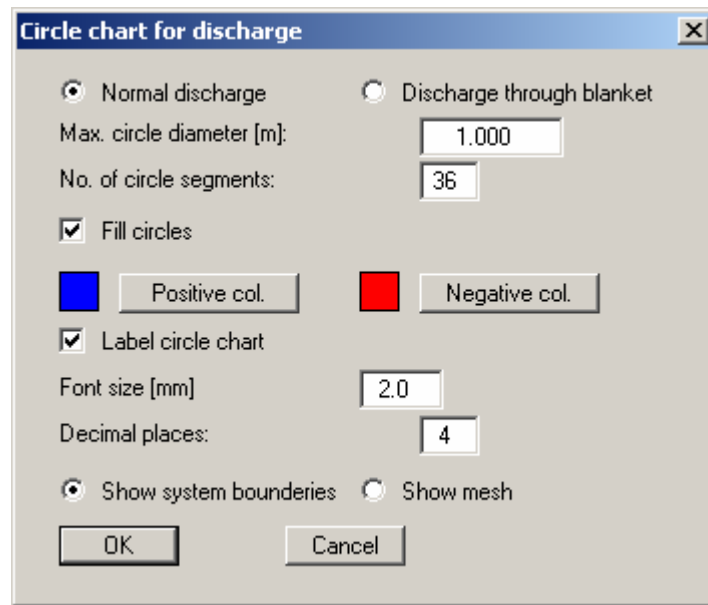 Circle chart for discharge
Normal discharge Discharge through blanket
Max. circle diameter [m]: 1.000
No. of circle segments: 36
Fill circles
Positive col. Negative col.
Label circle chart
Font size [mm] 2.0
Decimal places: 4
Show system bounderies Show mesh
OK Cancel